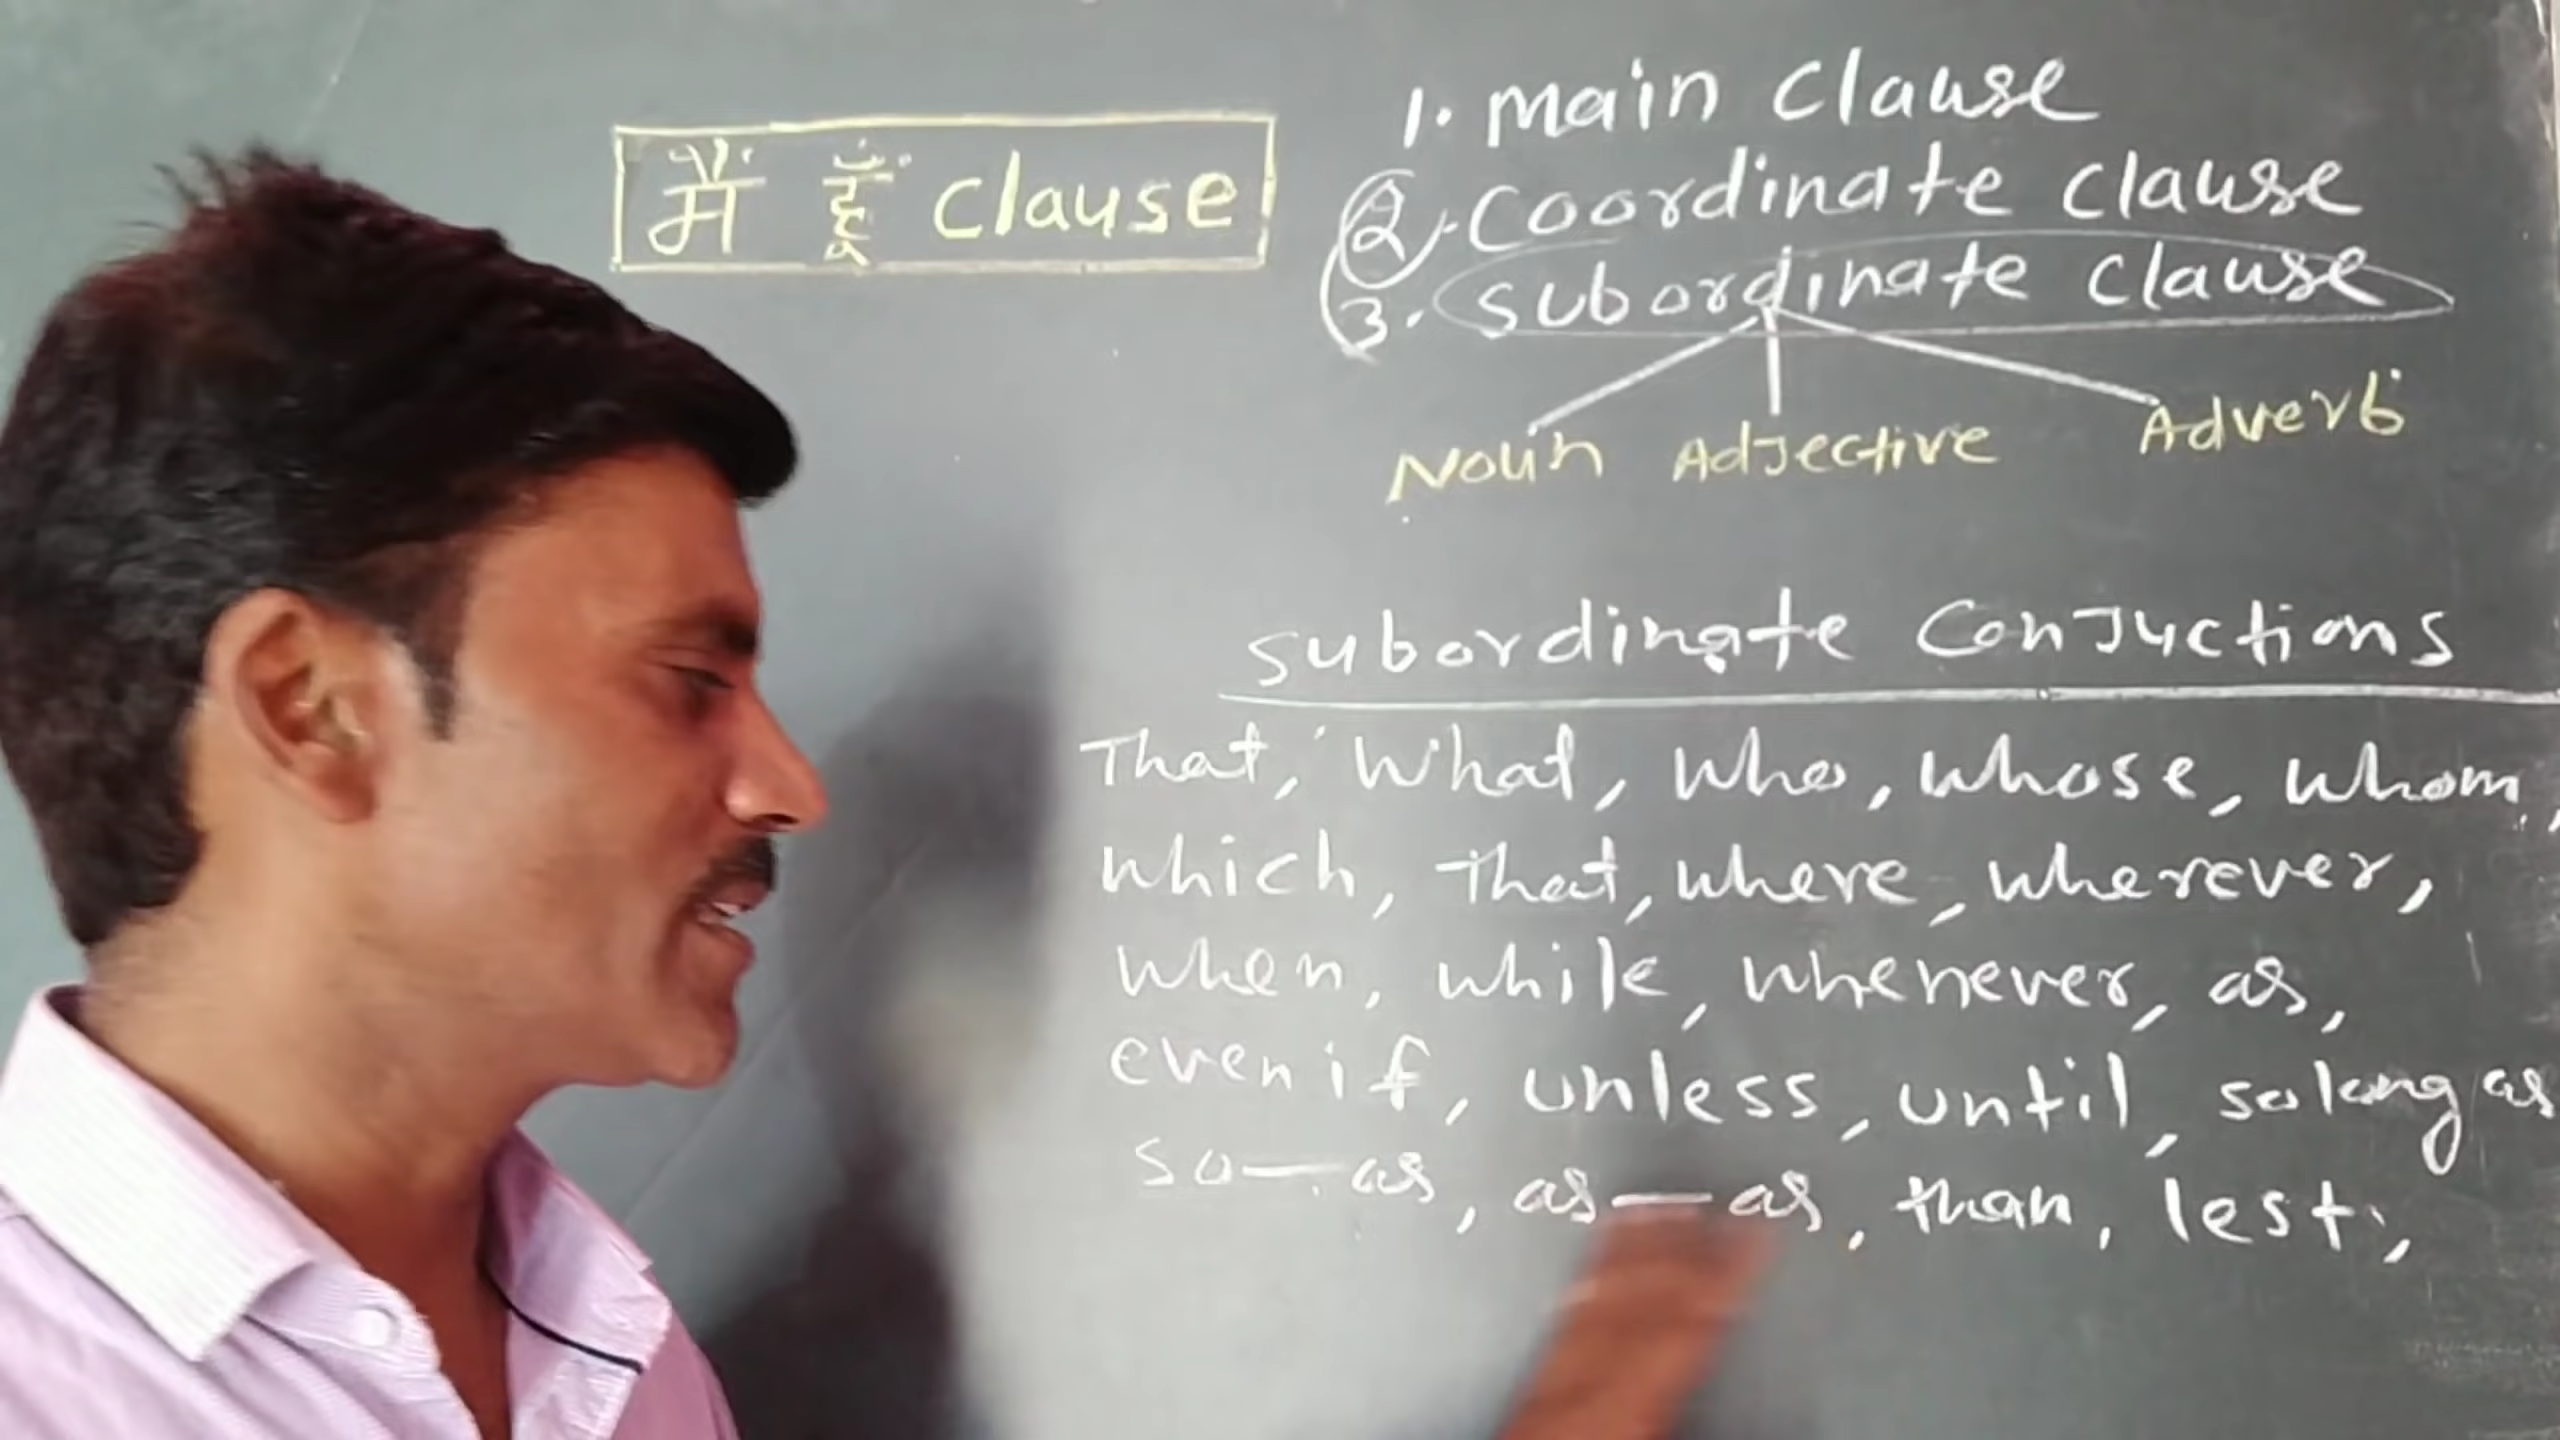 मैं हूँ Clause
1. Main Clause
2. Coordinate Clause
3. Subordinate Clause
Noun Adjective Adverb
Subordinate Conjuctions
That, What, Who, Whose, Whom,
Which, That, where, wherever,
when, while, whenever, as,
even if, unless, until, so long as
so — as, as — as, than, lest,